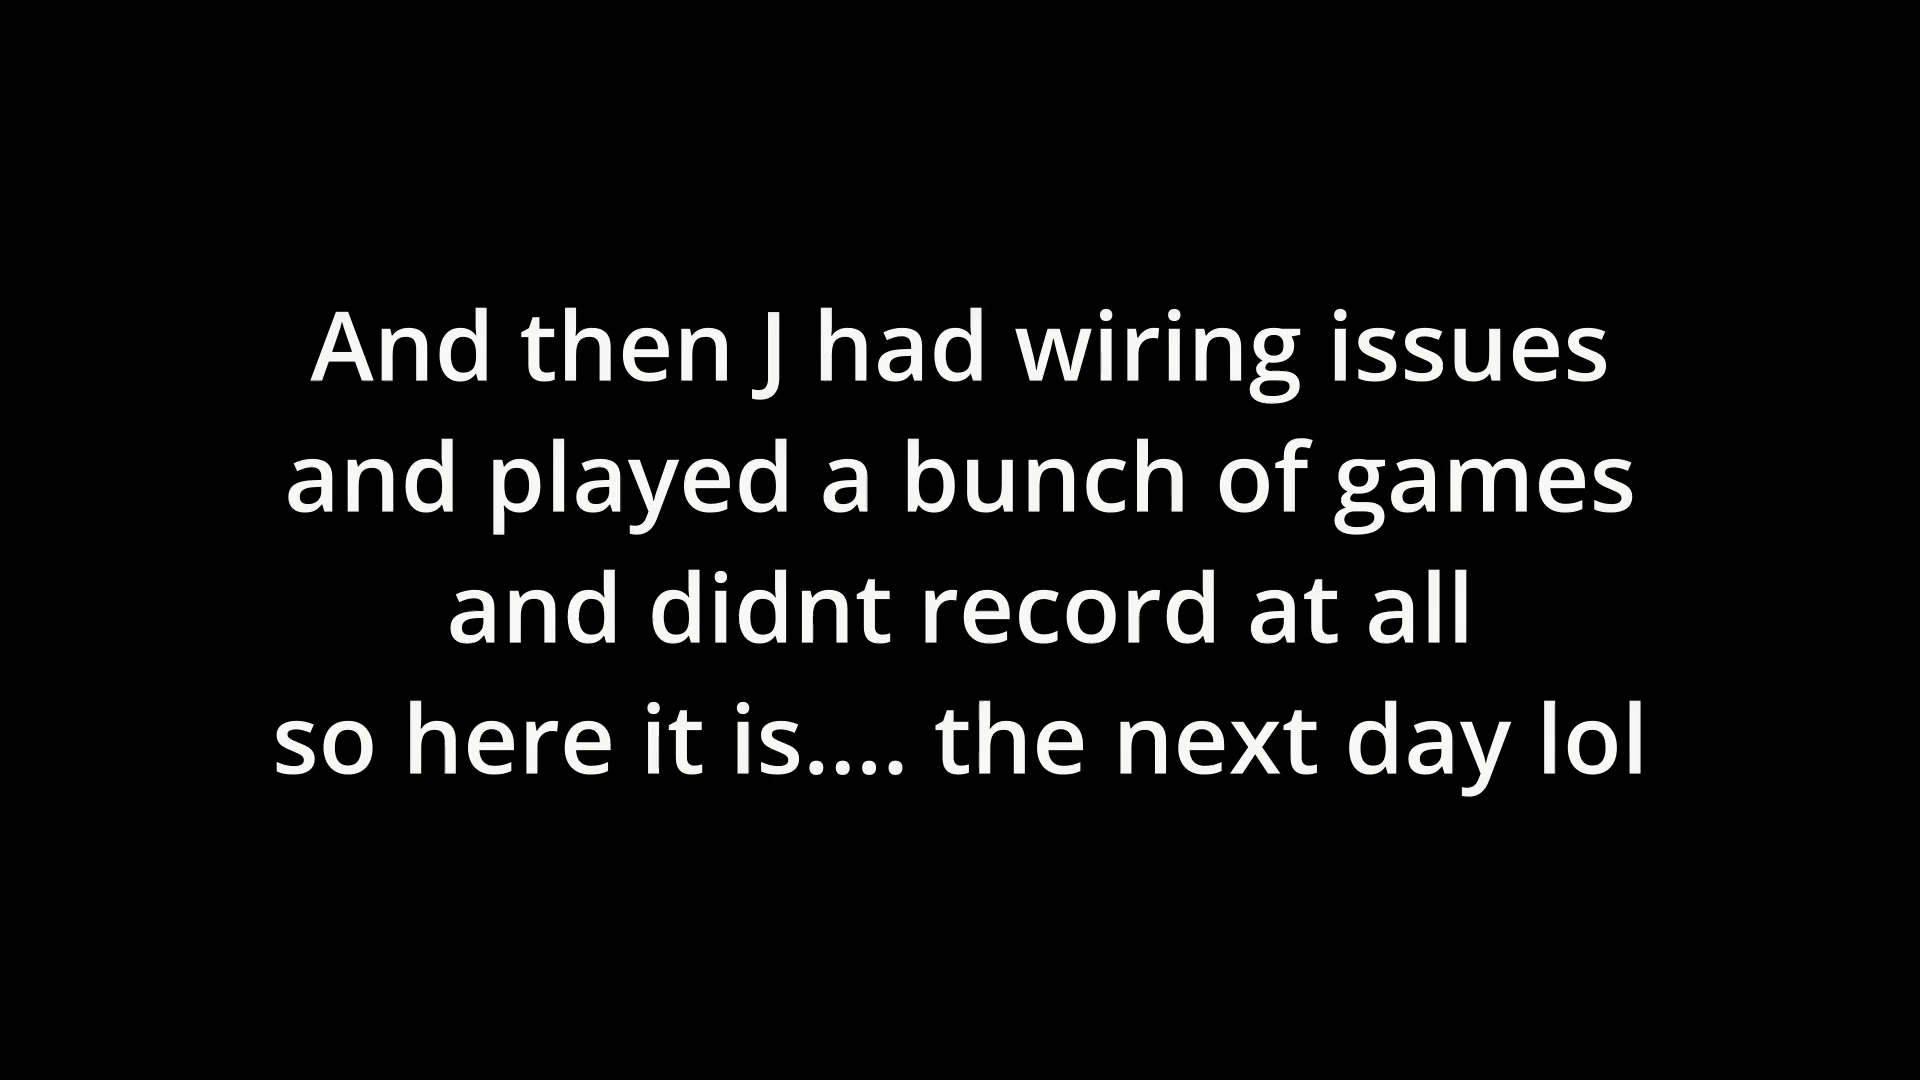 And then J had wiring issues
and played a bunch of games
and didnt record at all
so here it is.... the next day lol